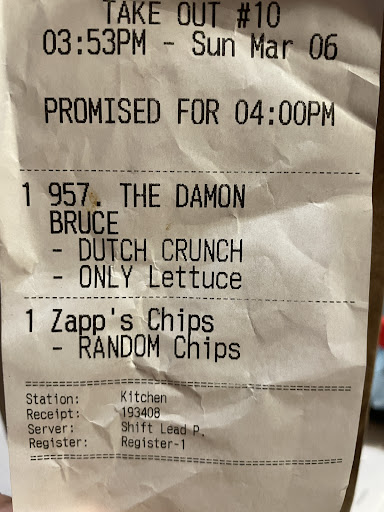 TAKE OUT #10
03:53PM - Sun Mar 06
PROMISED FOR 04:00PM
1 957. THE DAMON
BRUCE
- DUTCH CRUNCH
- ONLY Lettuce
1 Zapp's Chips
- RANDOM Chips
Station: Kitchen
Receipt: 193408
Server: Shift Lead P.
Register: Register-1